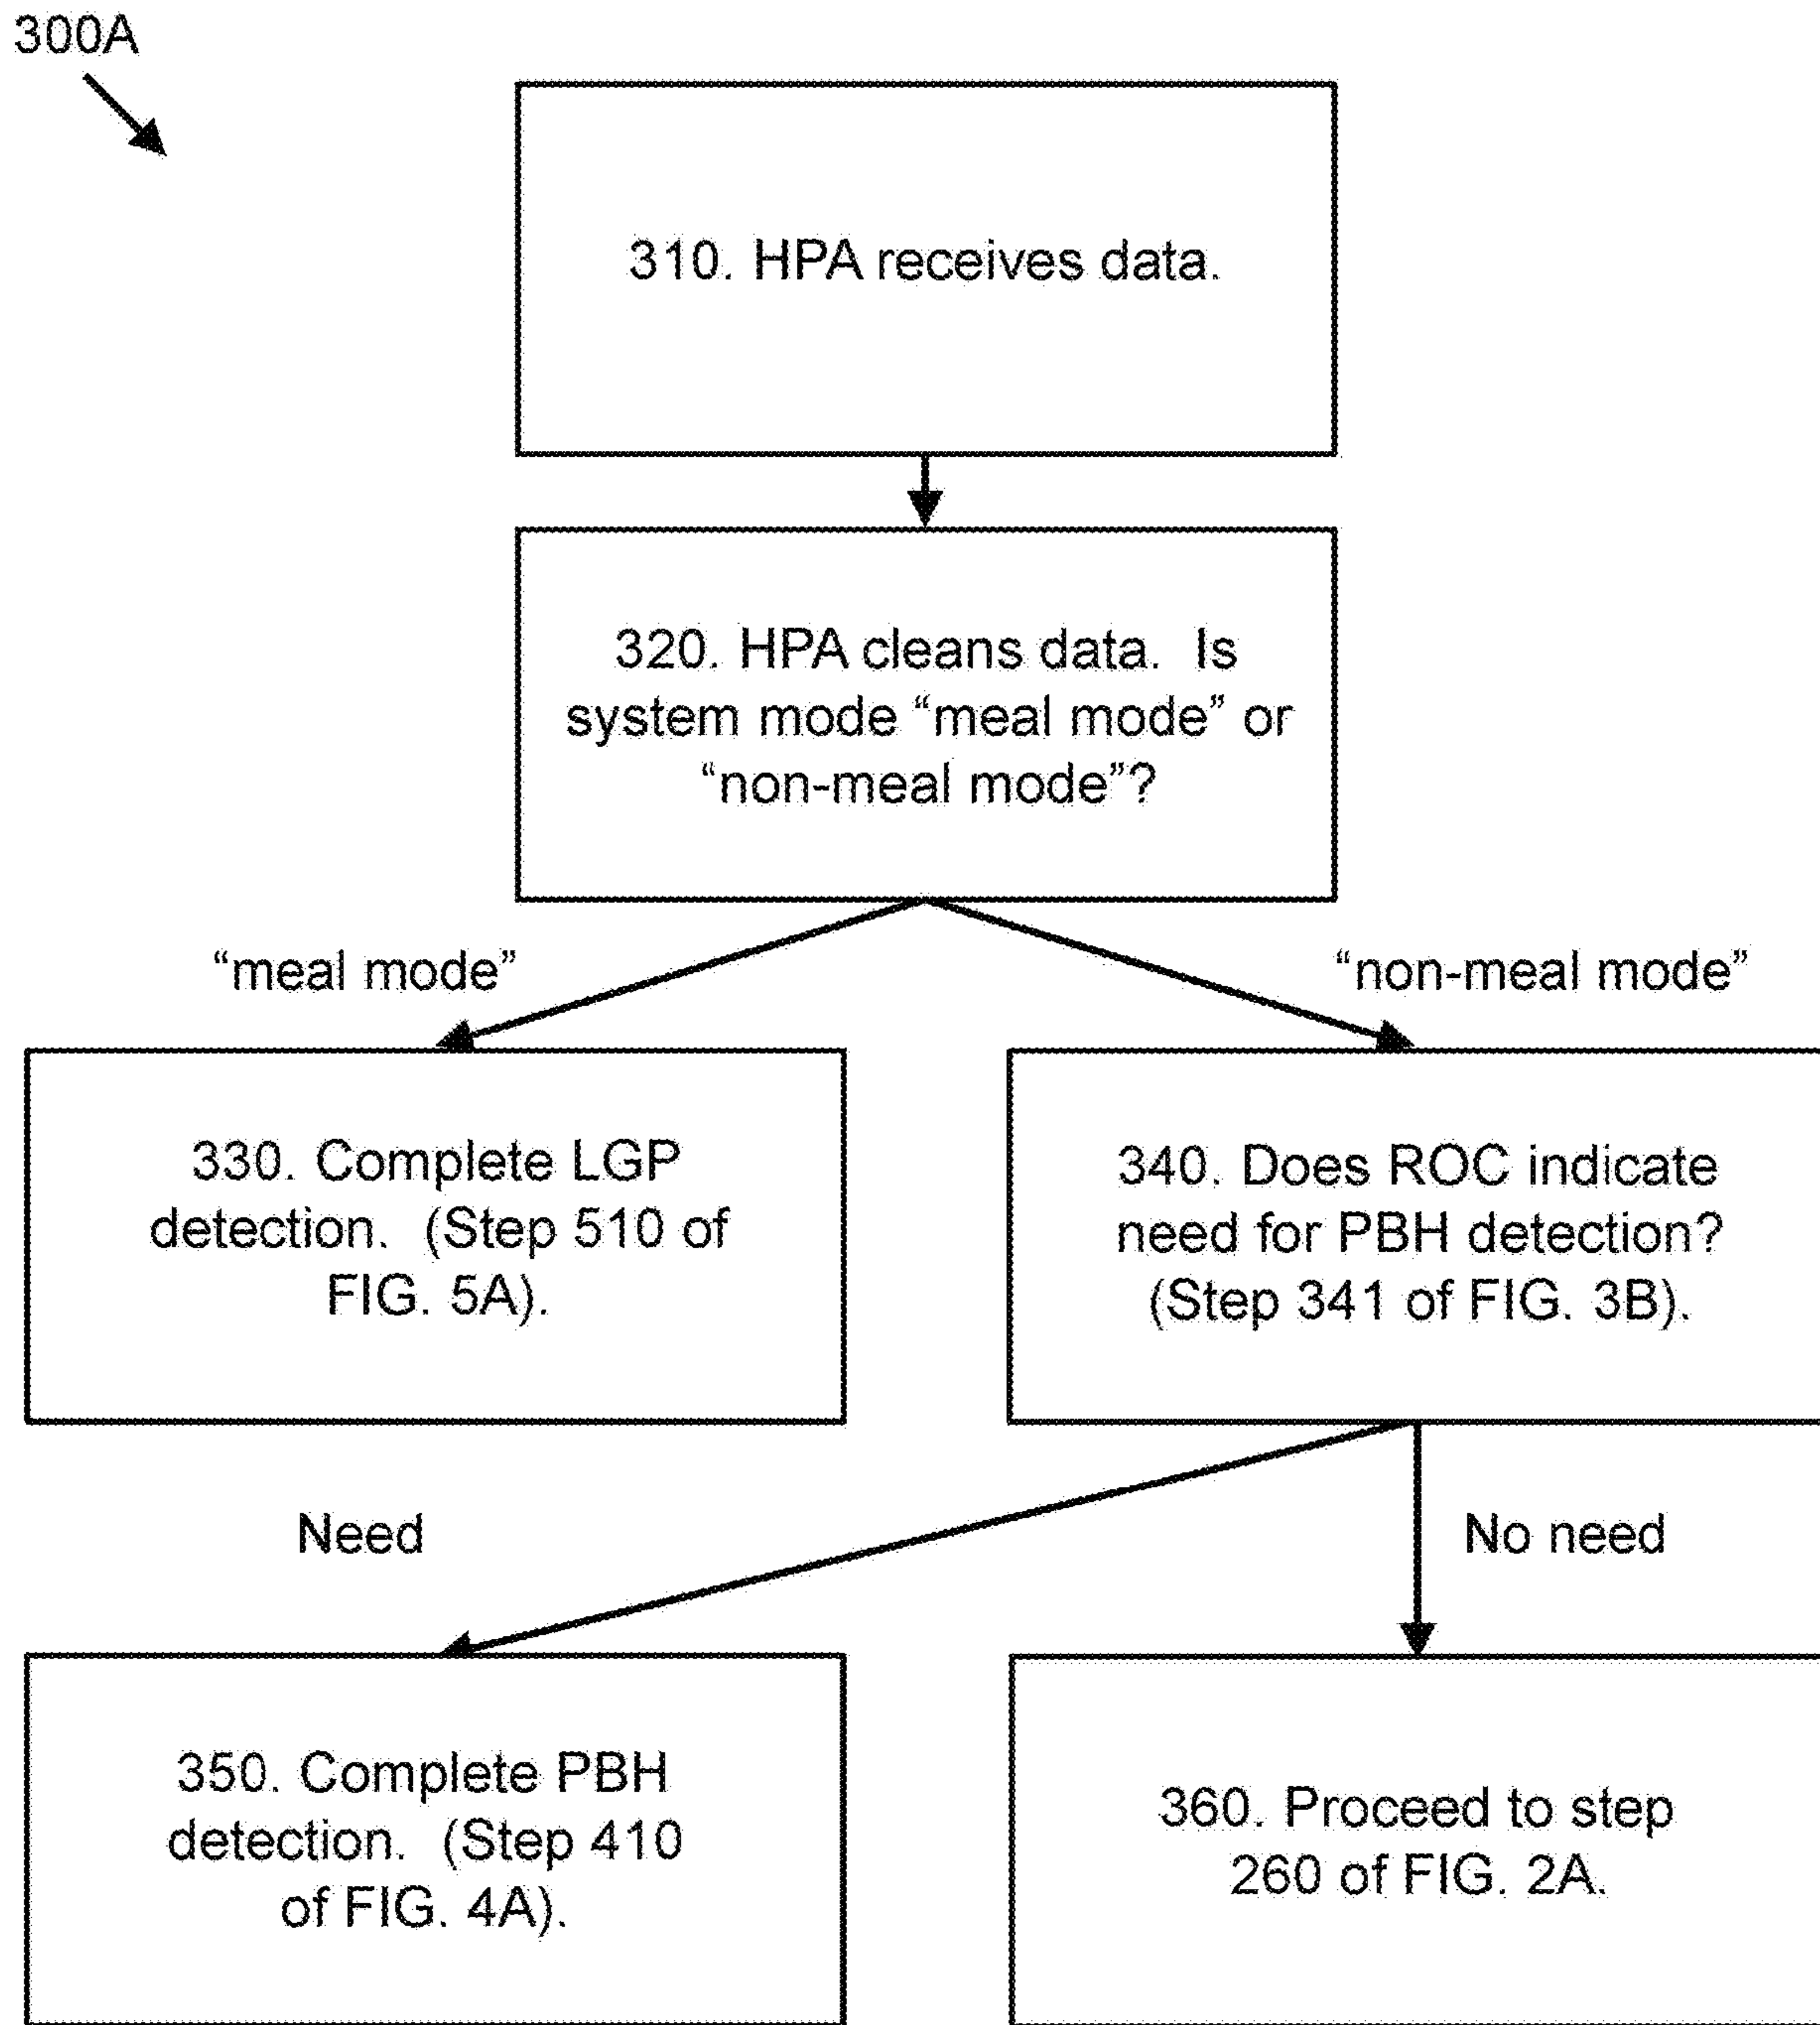 300A
310. HPA receives data.
320. HPA cleans data.  Is
system mode “meal mode” or
“non-meal mode”?
“meal mode”
“non-meal mode”
330. Complete LGP
detection.  (Step 510 of
FIG. 5A).
340. Does ROC indicate
need for PBH detection?
(Step 341 of FIG. 3B).
Need
No need
350. Complete PBH
detection.  (Step 410
of FIG. 4A).
360. Proceed to step
260 of FIG. 2A.